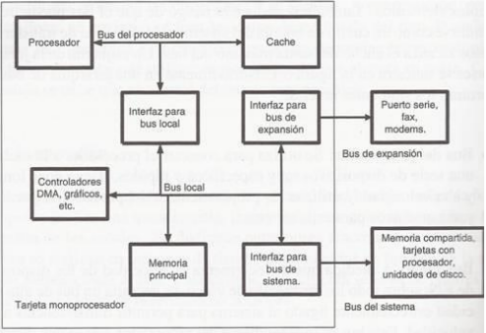 Procesador
Bus del procesador
Cache
Interfaz para
bus local
Interfaz para
bus de
expansión
Puerto serie,
fax,
modems.
Bus de expansión
Controladores
DMA, gráficos,
etc.
Bus local
Memoria
principal
Interfaz para
bus de
sistema.
Memoria compartida,
tarjetas con
procesador,
unidades de disco.
Tarjeta monoprocesador
Bus del sistema